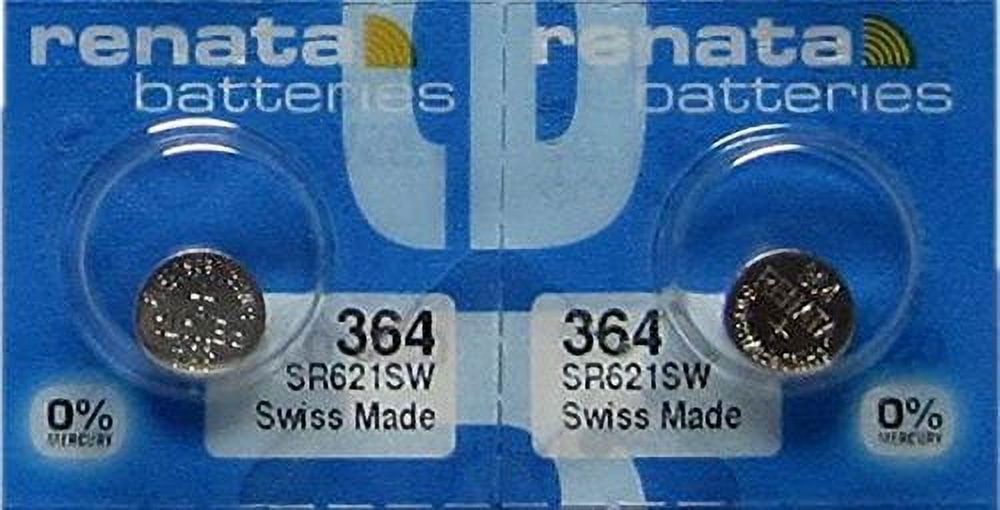 renata
batteries
364
SR621SW
Swiss Made
0%
MERCURY
renata
batteries
364
SR621SW
Swiss Made
0%
MERCURY